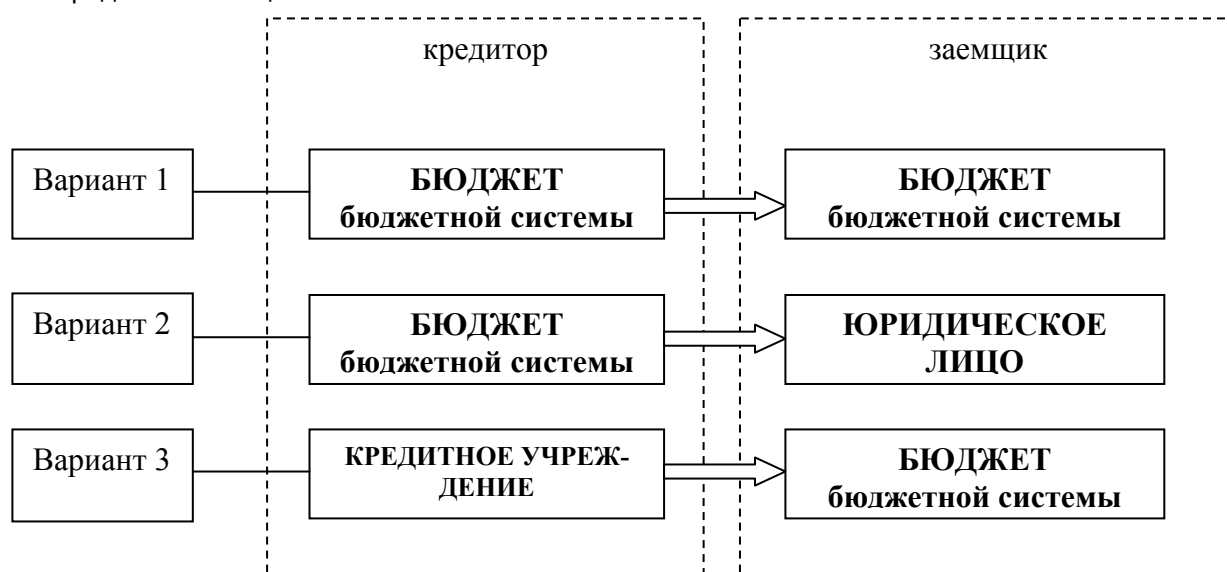 кредитор
заемщик
Вариант 1
БЮДЖЕТ
бюджетной системы
БЮДЖЕТ
бюджетной системы
Вариант 2
БЮДЖЕТ
бюджетной системы
ЮРИДИЧЕСКОЕ
ЛИЦО
Вариант 3
КРЕДИТНОЕ УЧРЕЖ-
ДЕНИЕ
БЮДЖЕТ
бюджетной системы